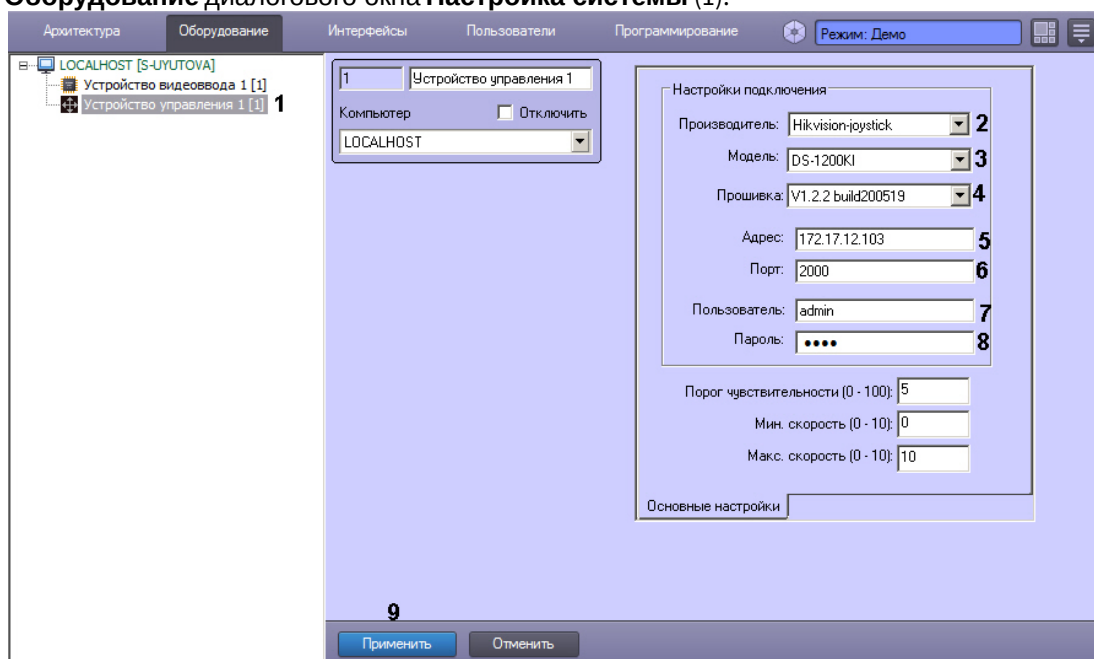 Оборудование диалогового окна Настройка системы (1).
Архитектура Оборудование Интерфейсы Пользователи Программирование Режим: Демо
LOCALHOST [S-UYUTOVA]
Устройство видеоввода 1 [1]
Устройство управления 1 [1] 1
1 Устройство управления 1
Компьютер Отключить
LOCALHOST
Настройки подключения
Производитель: Hikvision-joystick 2
Модель: DS-1200KI 3
Прошивка: V1.2.2 build200519 4
Адрес: 172.17.12.103 5
Порт: 2000 6
Пользователь: admin 7
Пароль: •••• 8
Порог чувствительности (0 - 100): 5
Мин. скорость (0 - 10): 0
Макс. скорость (0 - 10): 10
Основные настройки
9
Применить Отменить